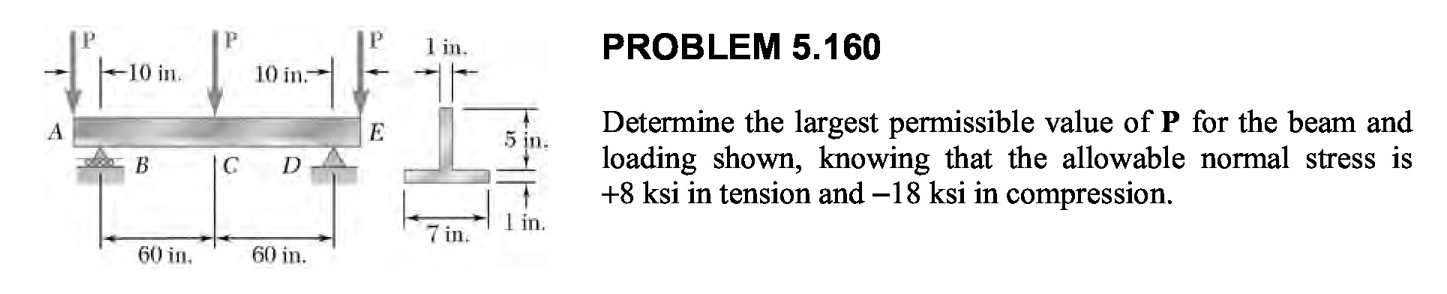 P P P 1 in.
10 in. 10 in.
A E 5 in.
B C D
7 in. 1 in.
60 in. 60 in.
PROBLEM 5.160
Determine the largest permissible value of P for the beam and
loading shown, knowing that the allowable normal stress is
+8 ksi in tension and −18 ksi in compression.